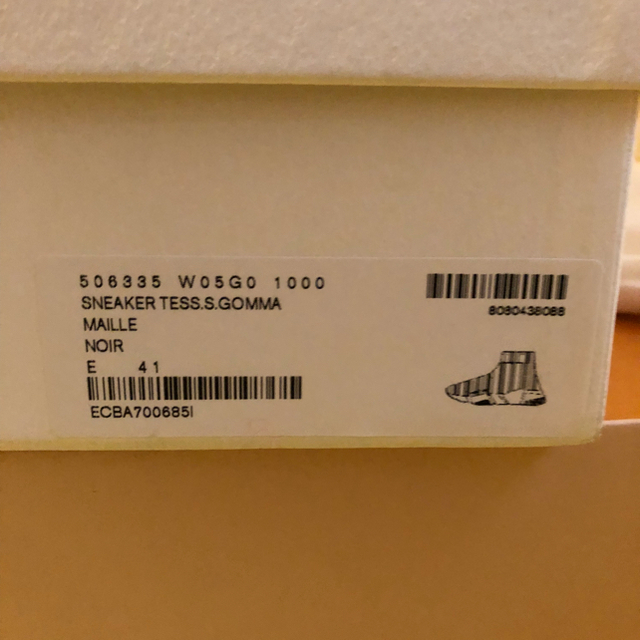 506335 W05G0 1000
SNEAKER TESS.S.GOMMA
MAILLE
NOIR
E 41
ECBA700685I
8080438088